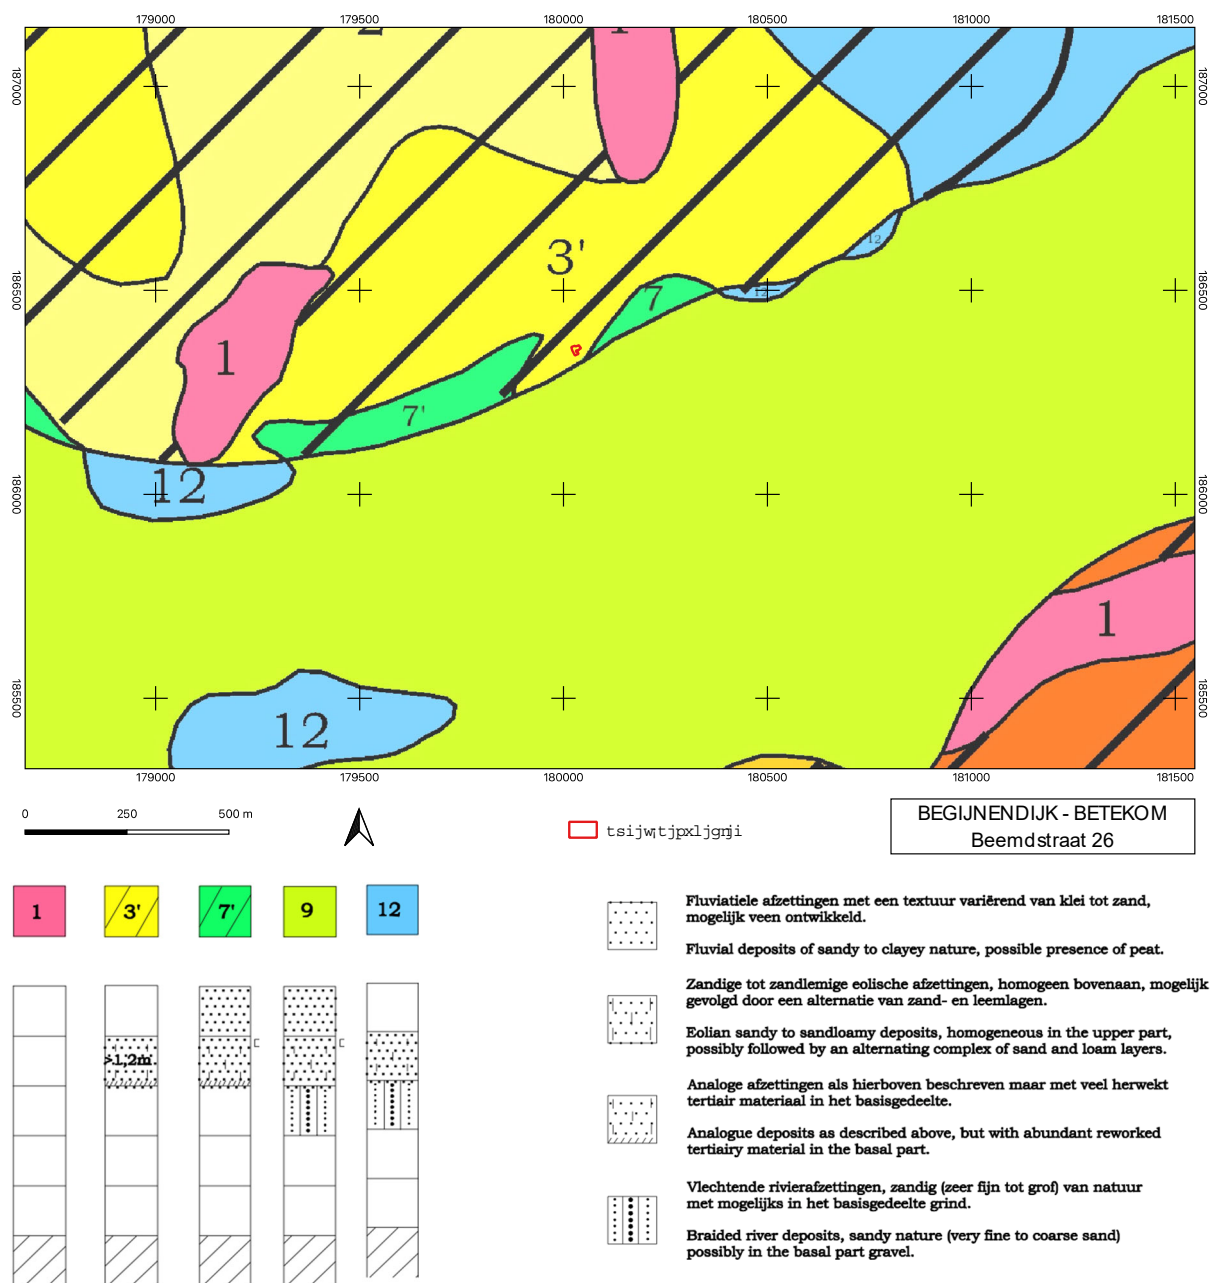 179000 179500 180000 180500 181000 181500
187000 187000
3'
7
12
186500 186500
12
1
7'
12
186000 186000
1
185500 185500
12
179000 179500 180000 180500 181000 181500
0 250 500 m
tsijw;tjpxljgnji
BEGIJNENDIJK - BETEKOM
Beemdstraat 26
1 3' 7' 9 12
>1,2m.
Fluviatiele afzettingen met een textuur variërend van klei tot zand,
mogelijk veen ontwikkeld.
Fluvial deposits of sandy to clayey nature, possible presence of peat.
Zandige tot zandlemige eolische afzettingen, homogeen bovenaan, mogelijk
gevolgd door een alternatie van zand- en leemlagen.
Eolian sandy to sandloamy deposits, homogeneous in the upper part,
possibly followed by an alternating complex of sand and loam layers.
Analoge afzettingen als hierboven beschreven maar met veel herwekt
tertiair materiaal in het basisgedeelte.
Analogue deposits as described above, but with abundant reworked
tertiairy material in the basal part.
Vlechtende rivierafzettingen, zandig (zeer fijn tot grof) van natuur
met mogelijks in het basisgedeelte grind.
Braided river deposits, sandy nature (very fine to coarse sand)
possibly in the basal part gravel.